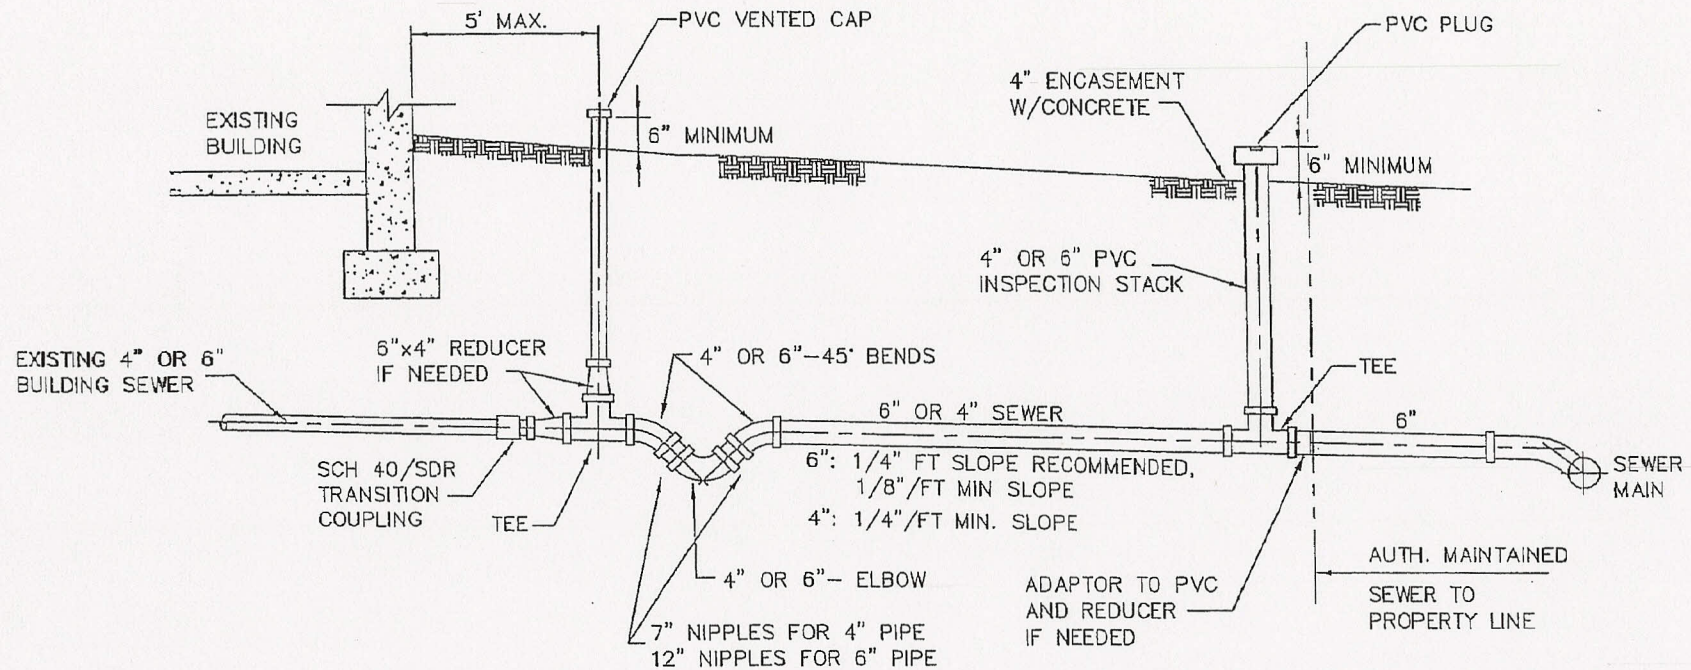 5' MAX.
PVC VENTED CAP
PVC PLUG
4" ENCASEMENT
W/CONCRETE
EXISTING
BUILDING
6" MINIMUM
6" MINIMUM
4" OR 6" PVC
INSPECTION STACK
EXISTING 4" OR 6"
BUILDING SEWER
6"x4" REDUCER
IF NEEDED
4" OR 6"-45° BENDS
TEE
6" OR 4" SEWER
6"
6": 1/4" FT SLOPE RECOMMENDED,
1/8"/FT MIN SLOPE
4": 1/4"/FT MIN. SLOPE
SEWER
MAIN
SCH 40/SDR
TRANSITION
COUPLING
TEE
4" OR 6"- ELBOW
7" NIPPLES FOR 4" PIPE
12" NIPPLES FOR 6" PIPE
ADAPTOR TO PVC
AND REDUCER
IF NEEDED
AUTH. MAINTAINED
SEWER TO
PROPERTY LINE